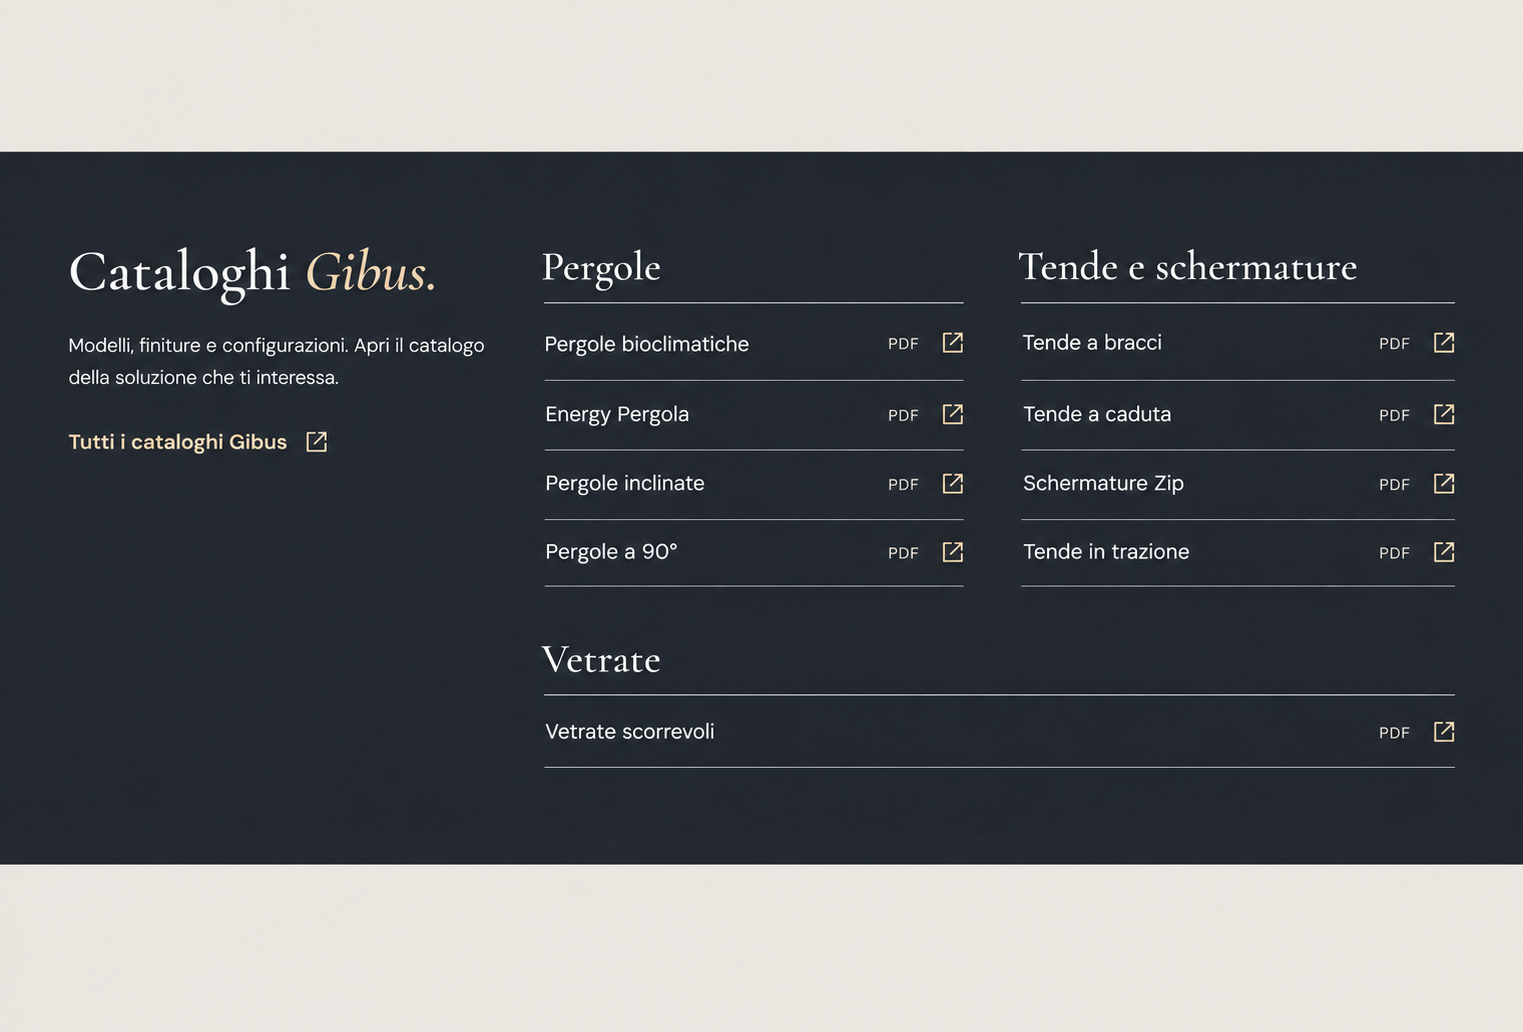 Cataloghi Gibus.
Modelli, finiture e configurazioni. Apri il catalogo
della soluzione che ti interessa.
Tutti i cataloghi Gibus
Pergole
Pergole bioclimatiche PDF
Energy Pergola PDF
Pergole inclinate PDF
Pergole a 90° PDF
Tende e schermature
Tende a bracci PDF
Tende a caduta PDF
Schermature Zip PDF
Tende in trazione PDF
Vetrate
Vetrate scorrevoli PDF